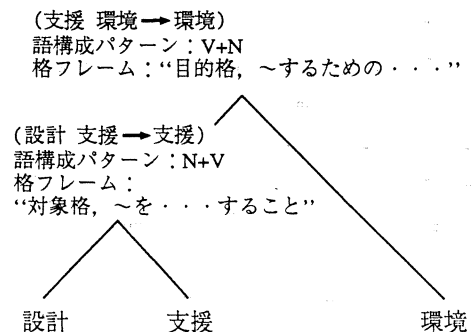 (支援 環境→環境)
語構成パターン：V+N
格フレーム：“目的格，～するための・・・”
(設計 支援→支援)
語構成パターン：N+V
格フレーム：
“対象格，～を・・・すること”
設計 支援 環境